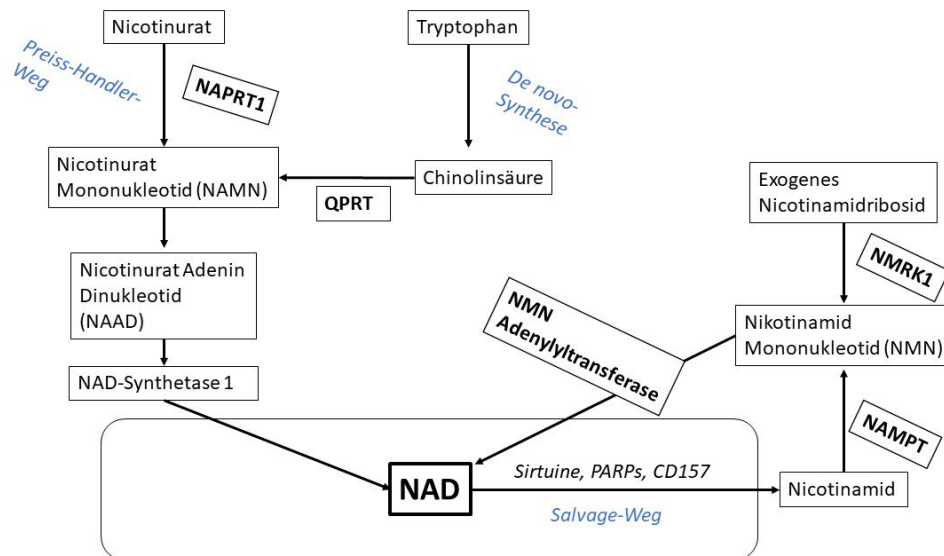 Nicotinurat
Tryptophan
Preiss-Handler-
Weg
NAPRT1
De novo-
Synthese
Nicotinurat
Mononukleotid (NAMN)
Chinolinsäure
QPRT
Exogenes
Nicotinamidribosid
NMRK1
Nicotinurat Adenin
Dinukleotid
(NAAD)
NMN
Adenylyltransferase
Nikotinamid
Mononukleotid (NMN)
NAD-Synthetase 1
NAMPT
NAD
Sirtuine, PARPs, CD157
Salvage-Weg
Nicotinamid